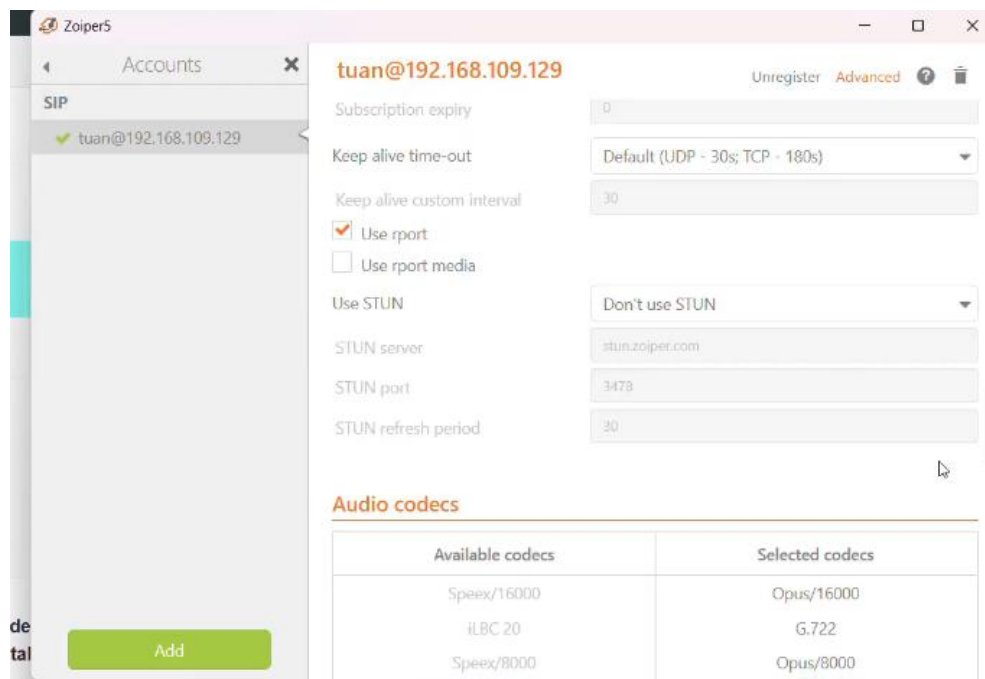 Zoiper5
Accounts
SIP
tuan@192.168.109.129
Add
tuan@192.168.109.129
Unregister Advanced
Subscription expiry 0
Keep alive time-out Default (UDP - 30s; TCP - 180s)
Keep alive custom interval 30
Use rport
Use rport media
Use STUN Don't use STUN
STUN server stun.zoiper.com
STUN port 3478
STUN refresh period 30
Audio codecs
Available codecs Selected codecs
Speex/16000 Opus/16000
iLBC 20 G.722
Speex/8000 Opus/8000
de
tal